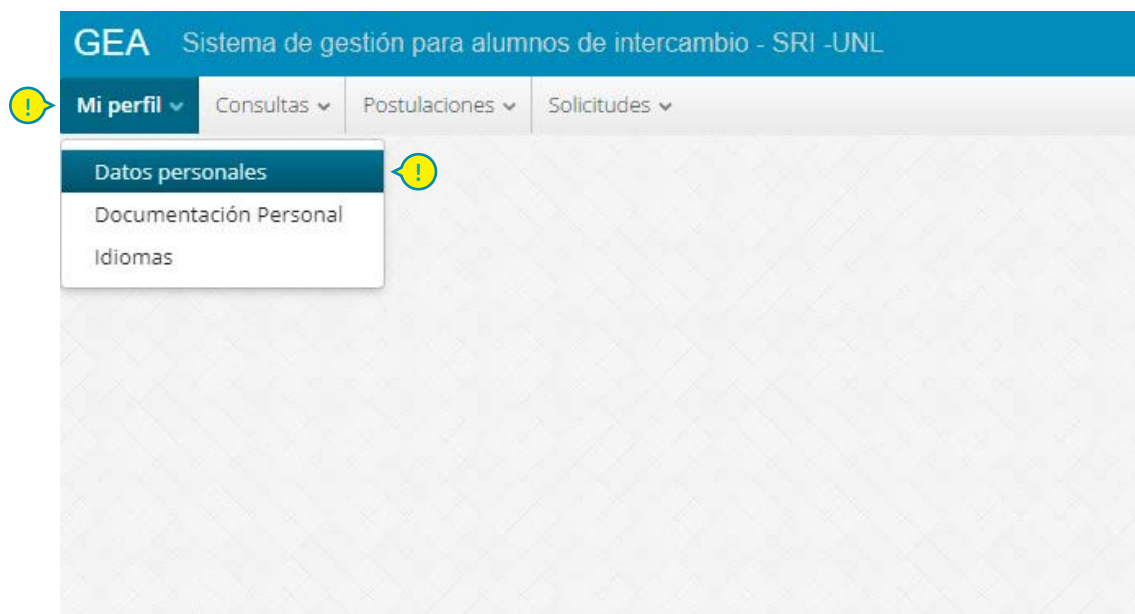 GEA Sistema de gestión para alumnos de intercambio - SRI -UNL
! Mi perfil Consultas Postulaciones Solicitudes
Datos personales !
Documentación Personal
Idiomas